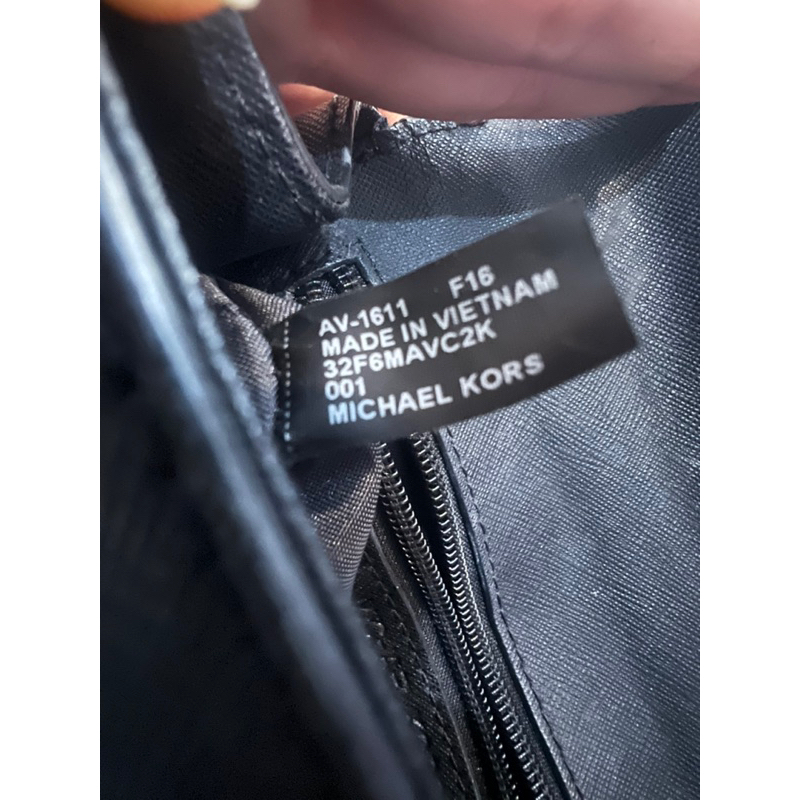 AV-1611 F16
MADE IN VIETNAM
32F6MAVC2K
001
MICHAEL KORS